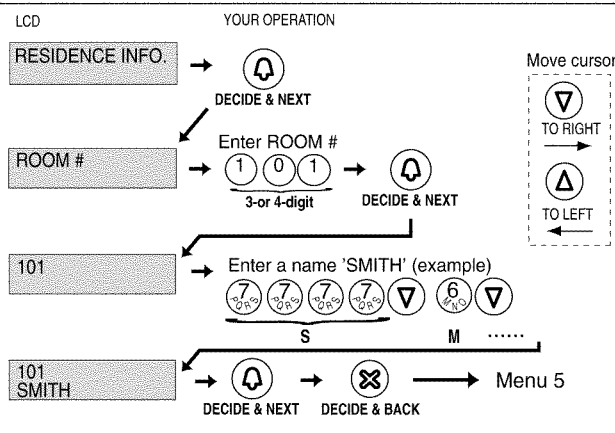 LCD YOUR OPERATION
RESIDENCE INFO.
DECIDE & NEXT
Move cursor
TO RIGHT
TO LEFT
ROOM #
Enter ROOM #
1 0 1
3-or 4-digit
DECIDE & NEXT
101
Enter a name 'SMITH' (example)
7 PQRS 7 PQRS 7 PQRS 7 PQRS 6 MNO
S M ......
101
SMITH
DECIDE & NEXT DECIDE & BACK
Menu 5